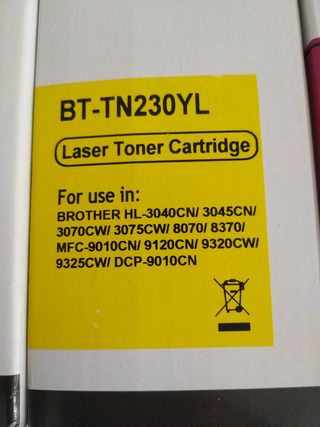 BT-TN230YL
Laser Toner Cartridge
For use in:
BROTHER HL-3040CN/ 3045CN/
3070CW/ 3075CW/ 8070/ 8370/
MFC-9010CN/ 9120CN/ 9320CW/
9325CW/ DCP-9010CN